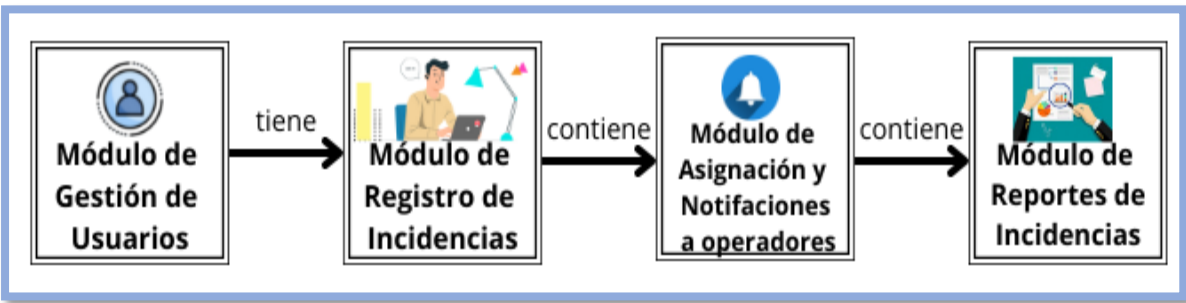 Módulo de
Gestión de
Usuarios
tiene
Módulo de
Registro de
Incidencias
contiene
Módulo de
Asignación y
Notifaciones
a operadores
contiene
Módulo de
Reportes de
Incidencias